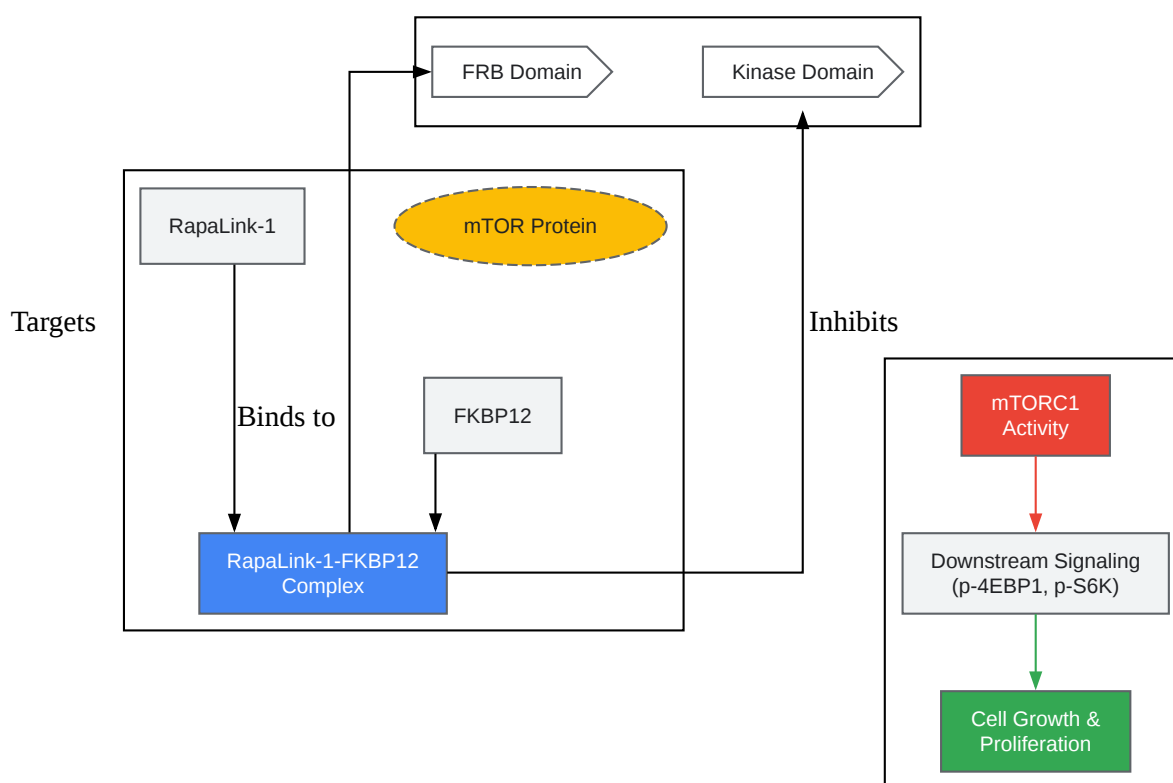 FRB Domain
Kinase Domain
RapaLink-1
mTOR Protein
Targets
Inhibits
Binds to
FKBP12
mTORC1
Activity
RapaLink-1-FKBP12
Complex
Downstream Signaling
(p-4EBP1, p-S6K)
Cell Growth &
Proliferation